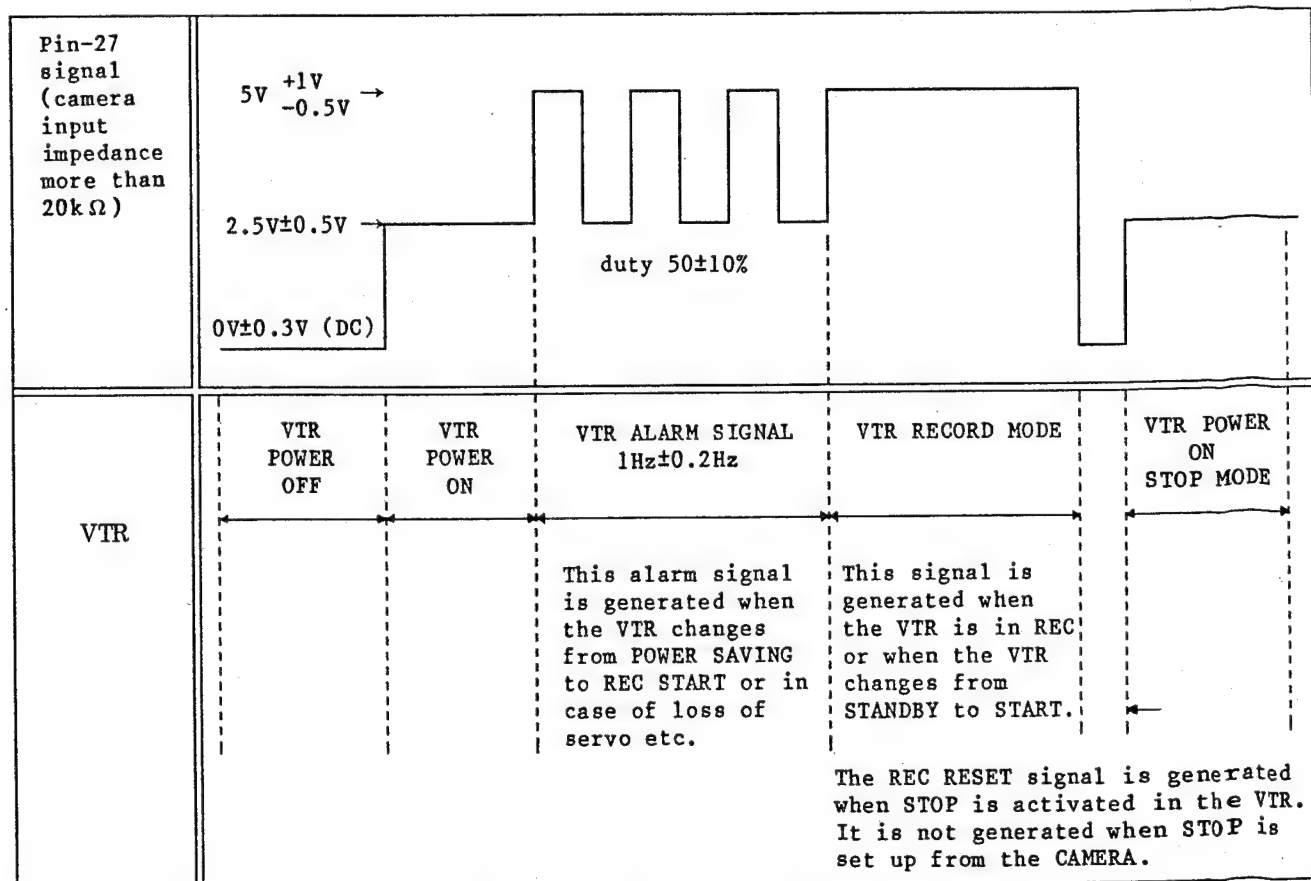 Pin-27
signal
(camera
input
impedance
more than
20kΩ)
5V +1V
-0.5V
2.5V±0.5V
duty 50±10%
0V±0.3V (DC)
VTR
VTR
POWER
OFF
VTR
POWER
ON
VTR ALARM SIGNAL
1Hz±0.2Hz
VTR RECORD MODE
VTR POWER
ON
STOP MODE
This alarm signal
is generated when
the VTR changes
from POWER SAVING
to REC START or in
case of loss of
servo etc.
This signal is
generated when
the VTR is in REC
or when the VTR
changes from
STANDBY to START.
The REC RESET signal is generated
when STOP is activated in the VTR.
It is not generated when STOP is
set up from the CAMERA.